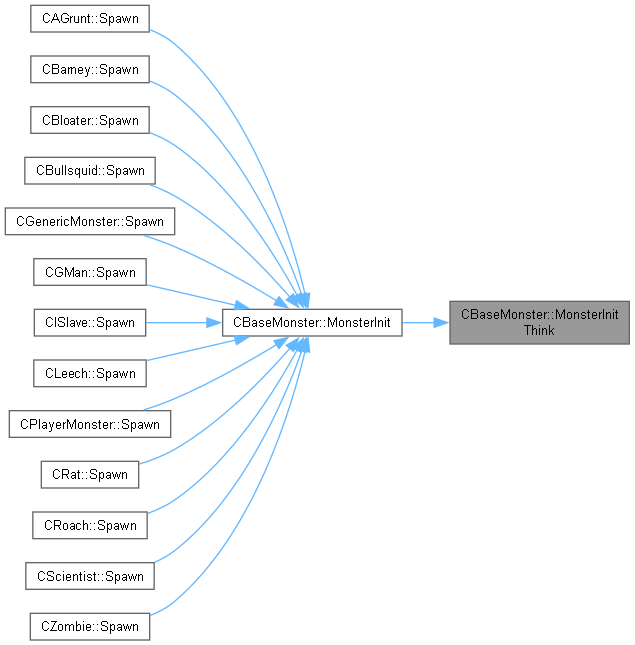 CAGrunt::Spawn
CBarney::Spawn
CBloater::Spawn
CBullsquid::Spawn
CGenericMonster::Spawn
CGMan::Spawn
CISlave::Spawn
CLeech::Spawn
CPlayerMonster::Spawn
CRat::Spawn
CRoach::Spawn
CScientist::Spawn
CZombie::Spawn
CBaseMonster::MonsterInit
CBaseMonster::MonsterInit
Think